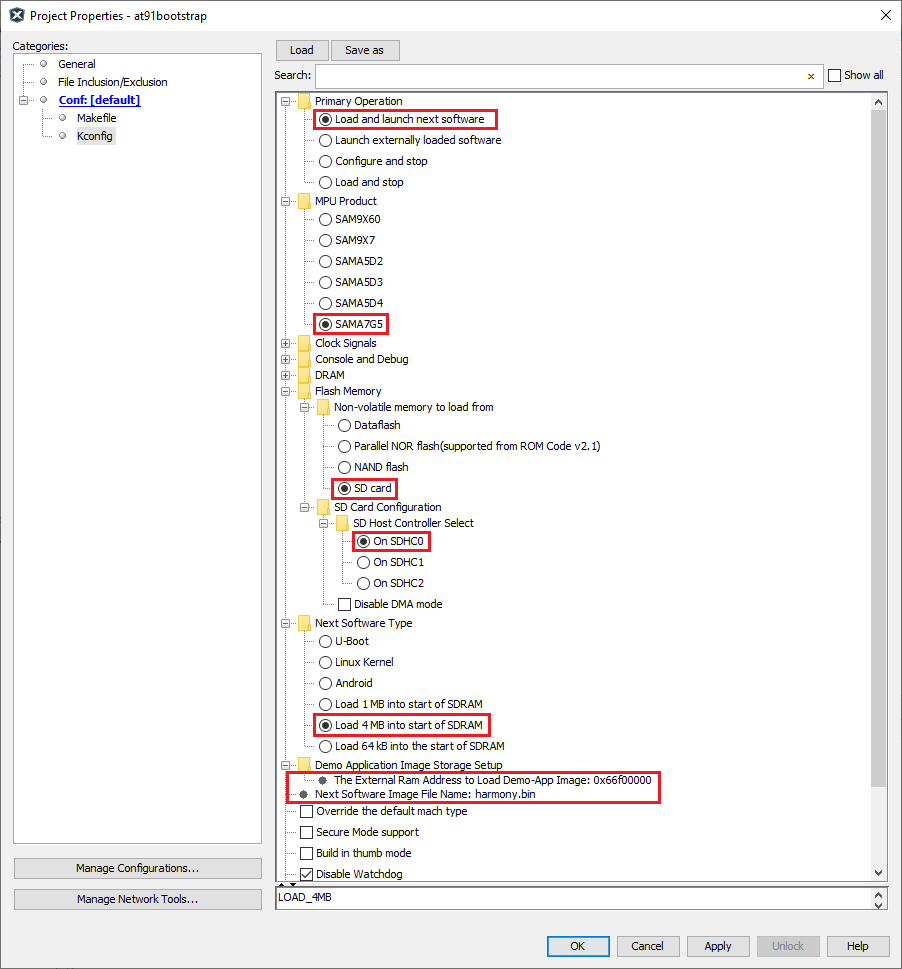 Project Properties - at91bootstrap
Categories:
General
File Inclusion/Exclusion
Conf: [default]
Makefile
Kconfig
Manage Configurations...
Manage Network Tools...
Load
Save as
Search:
Show all
Primary Operation
Load and launch next software
Launch externally loaded software
Configure and stop
Load and stop
MPU Product
SAM9X60
SAM9X7
SAMA5D2
SAMA5D3
SAMA5D4
SAMA7G5
Clock Signals
Console and Debug
DRAM
Flash Memory
Non-volatile memory to load from
Dataflash
Parallel NOR flash(supported from ROM Code v2.1)
NAND flash
SD card
SD Card Configuration
SD Host Controller Select
On SDHC0
On SDHC1
On SDHC2
Disable DMA mode
Next Software Type
U-Boot
Linux Kernel
Android
Load 1 MB into start of SDRAM
Load 4 MB into start of SDRAM
Load 64 kB into the start of SDRAM
Demo Application Image Storage Setup
The External Ram Address to Load Demo-App Image: 0x66f00000
Next Software Image File Name: harmony.bin
Override the default mach type
Secure Mode support
Build in thumb mode
Disable Watchdog
LOAD_4MB
OK
Cancel
Apply
Unlock
Help